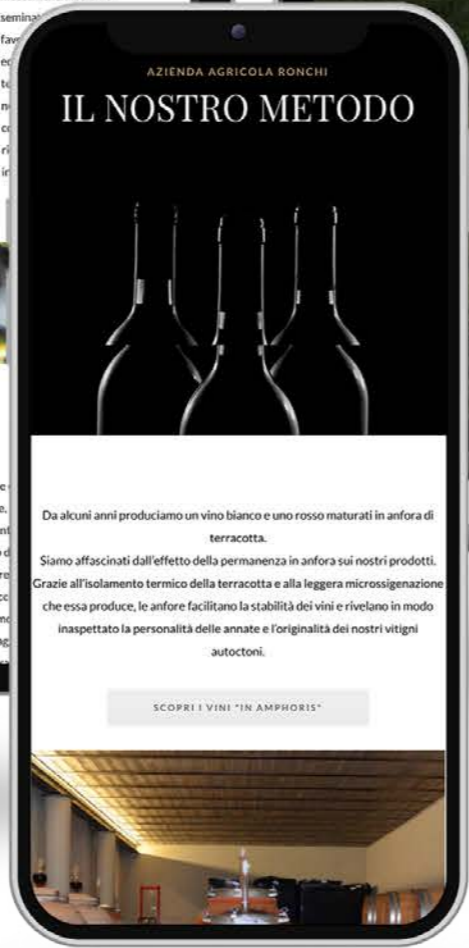 AZIENDA AGRICOLA RONCHI
IL NOSTRO METODO
Da alcuni anni produciamo un vino bianco e uno rosso maturati in anfora di
terracotta.
Siamo affascinati dall'effetto della permanenza in anfora sui nostri prodotti.
Grazie all'isolamento termico della terracotta e alla leggera microssigenazione
che essa produce, le anfore facilitano la stabilità dei vini e rivelano in modo
inaspettato la personalità delle annate e l'originalità dei nostri vitigni
autoctoni.
SCOPRI I VINI "IN AMPHORIS"